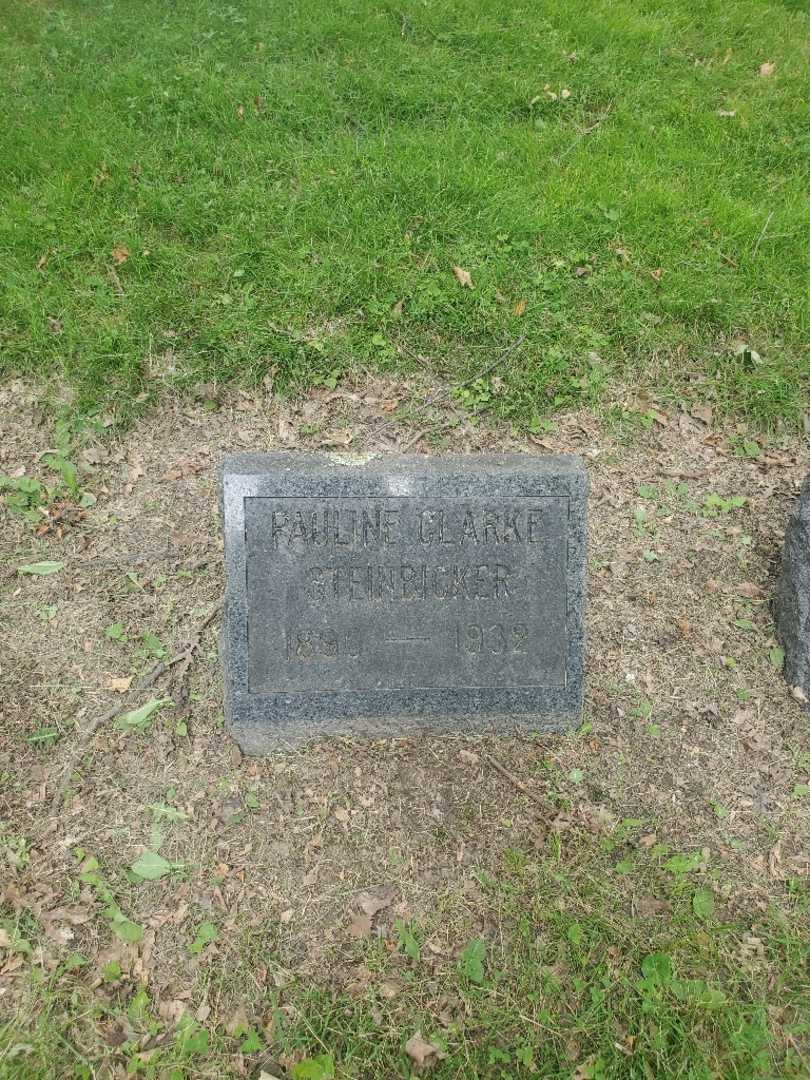 PAULINE CLARKE
STEINBICKER
1890 — 1932